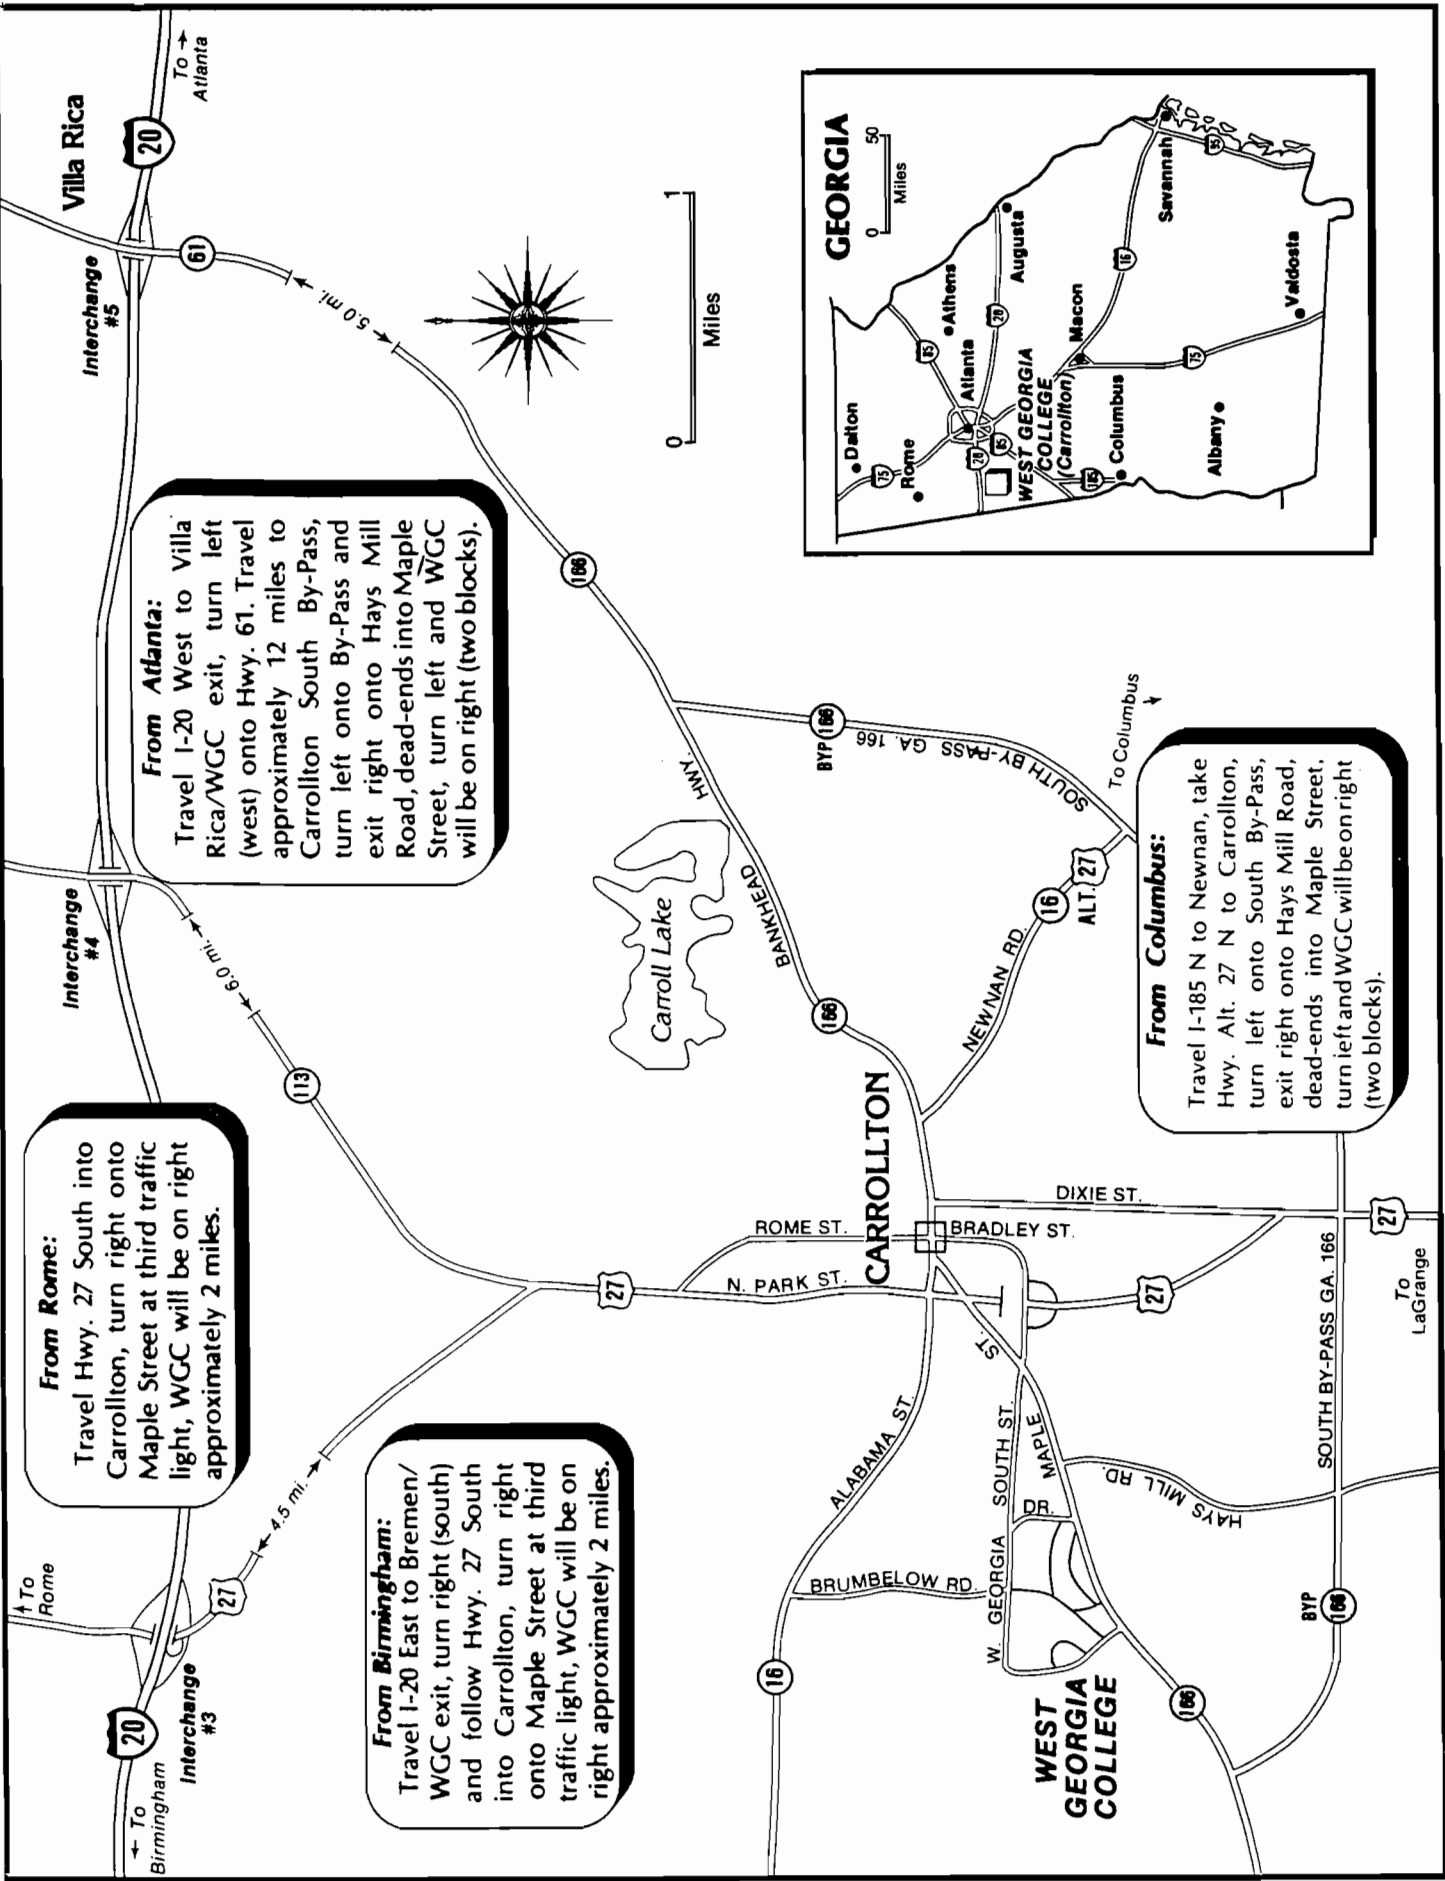 ← To
Birmingham
20
Interchange
#3
↑ To
Rome
27
←4.5 mi.→
From Rome:
Travel Hwy. 27 South into
Carrollton, turn right onto
Maple Street at third traffic
light, WGC will be on right
approximately 2 miles.
Interchange
#4
←6.0 mi.→
113
From Atlanta:
Travel I-20 West to Villa
Rica/WGC exit, turn left
(west) onto Hwy. 61. Travel
approximately 12 miles to
Carrollton South By-Pass,
turn left onto By-Pass and
exit right onto Hays Mill
Road, dead-ends into Maple
Street, turn left and WGC
will be on right (two blocks).
Interchange
#5
Villa Rica
20
To →
Atlanta
61
←5.0 mi.→
166
From Birmingham:
Travel I-20 East to Bremen/
WGC exit, turn right (south)
and follow Hwy. 27 South
into Carrollton, turn right
onto Maple Street at third
traffic light, WGC will be on
right approximately 2 miles.
27
ROME ST.
N. PARK ST.
CARROLLTON
Carroll Lake
BANKHEAD
HWY.
166
0
1
Miles
BYP 166
SOUTH BY-PASS GA. 166
To Columbus
16
ALABAMA ST.
BRUMBELOW RD.
W. GEORGIA
DR.
SOUTH ST.
MAPLE
ST.
BRADLEY ST.
DIXIE ST.
NEWNAN RD.
16
ALT. 27
WEST
GEORGIA
COLLEGE
166
HAYS MILL RD.
27
BYP
166
SOUTH BY-PASS GA. 166
27
To
LaGrange
From Columbus:
Travel I-185 N to Newnan, take
Hwy. Alt. 27 N to Carrollton,
turn left onto South By-Pass,
exit right onto Hays Mill Road,
dead-ends into Maple Street,
turn left and WGC will be on right
(two blocks).
GEORGIA
0
50
Miles
Dalton
75
Rome
85
Athens
Atlanta
20
20
85
Augusta
WEST GEORGIA
COLLEGE
(Carrollton)
185
Columbus
Macon
16
Savannah
95
75
Albany
Valdosta